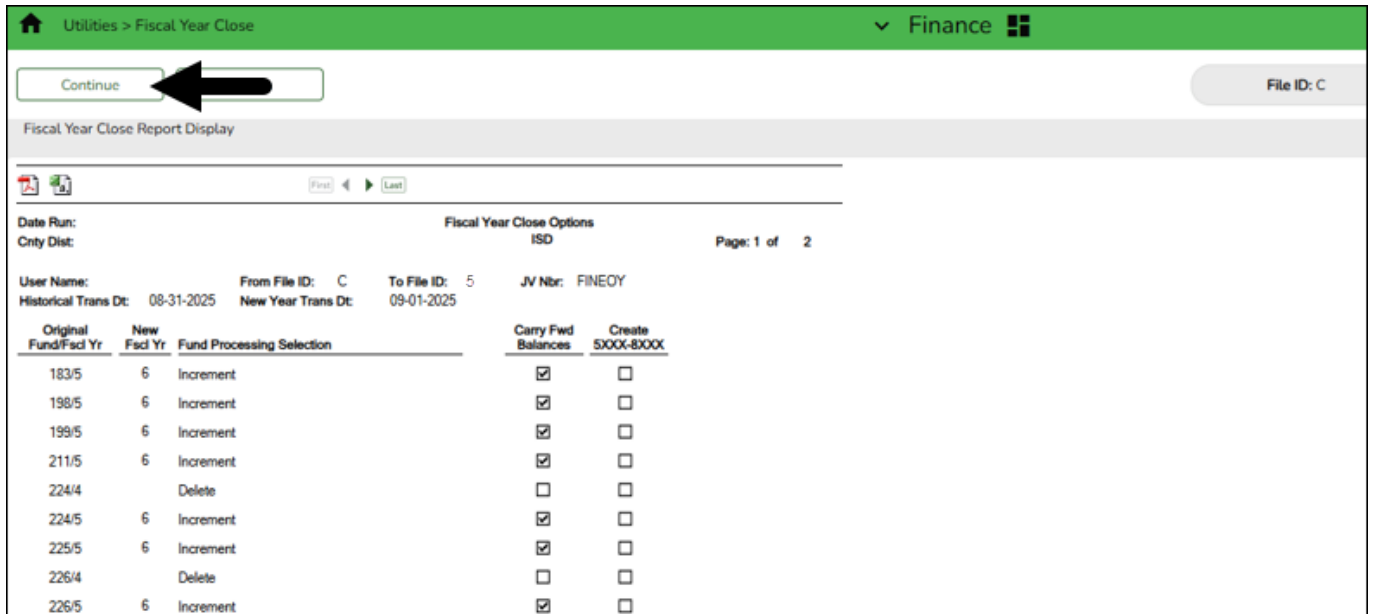 Utilities > Fiscal Year Close
Finance
Continue
File ID: C
Fiscal Year Close Report Display
First Last
Date Run: Fiscal Year Close Options
Cnty Dist: ISD Page: 1 of 2
User Name: From File ID: C To File ID: 5 JV Nbr: FINEOY
Historical Trans Dt: 08-31-2025 New Year Trans Dt: 09-01-2025
Original New Carry Fwd Create
Fund/Fscl Yr Fscl Yr Fund Processing Selection Balances 5XXX-8XXX
183/5 6 Increment
198/5 6 Increment
199/5 6 Increment
211/5 6 Increment
224/4 Delete
224/5 6 Increment
225/5 6 Increment
226/4 Delete
226/5 6 Increment